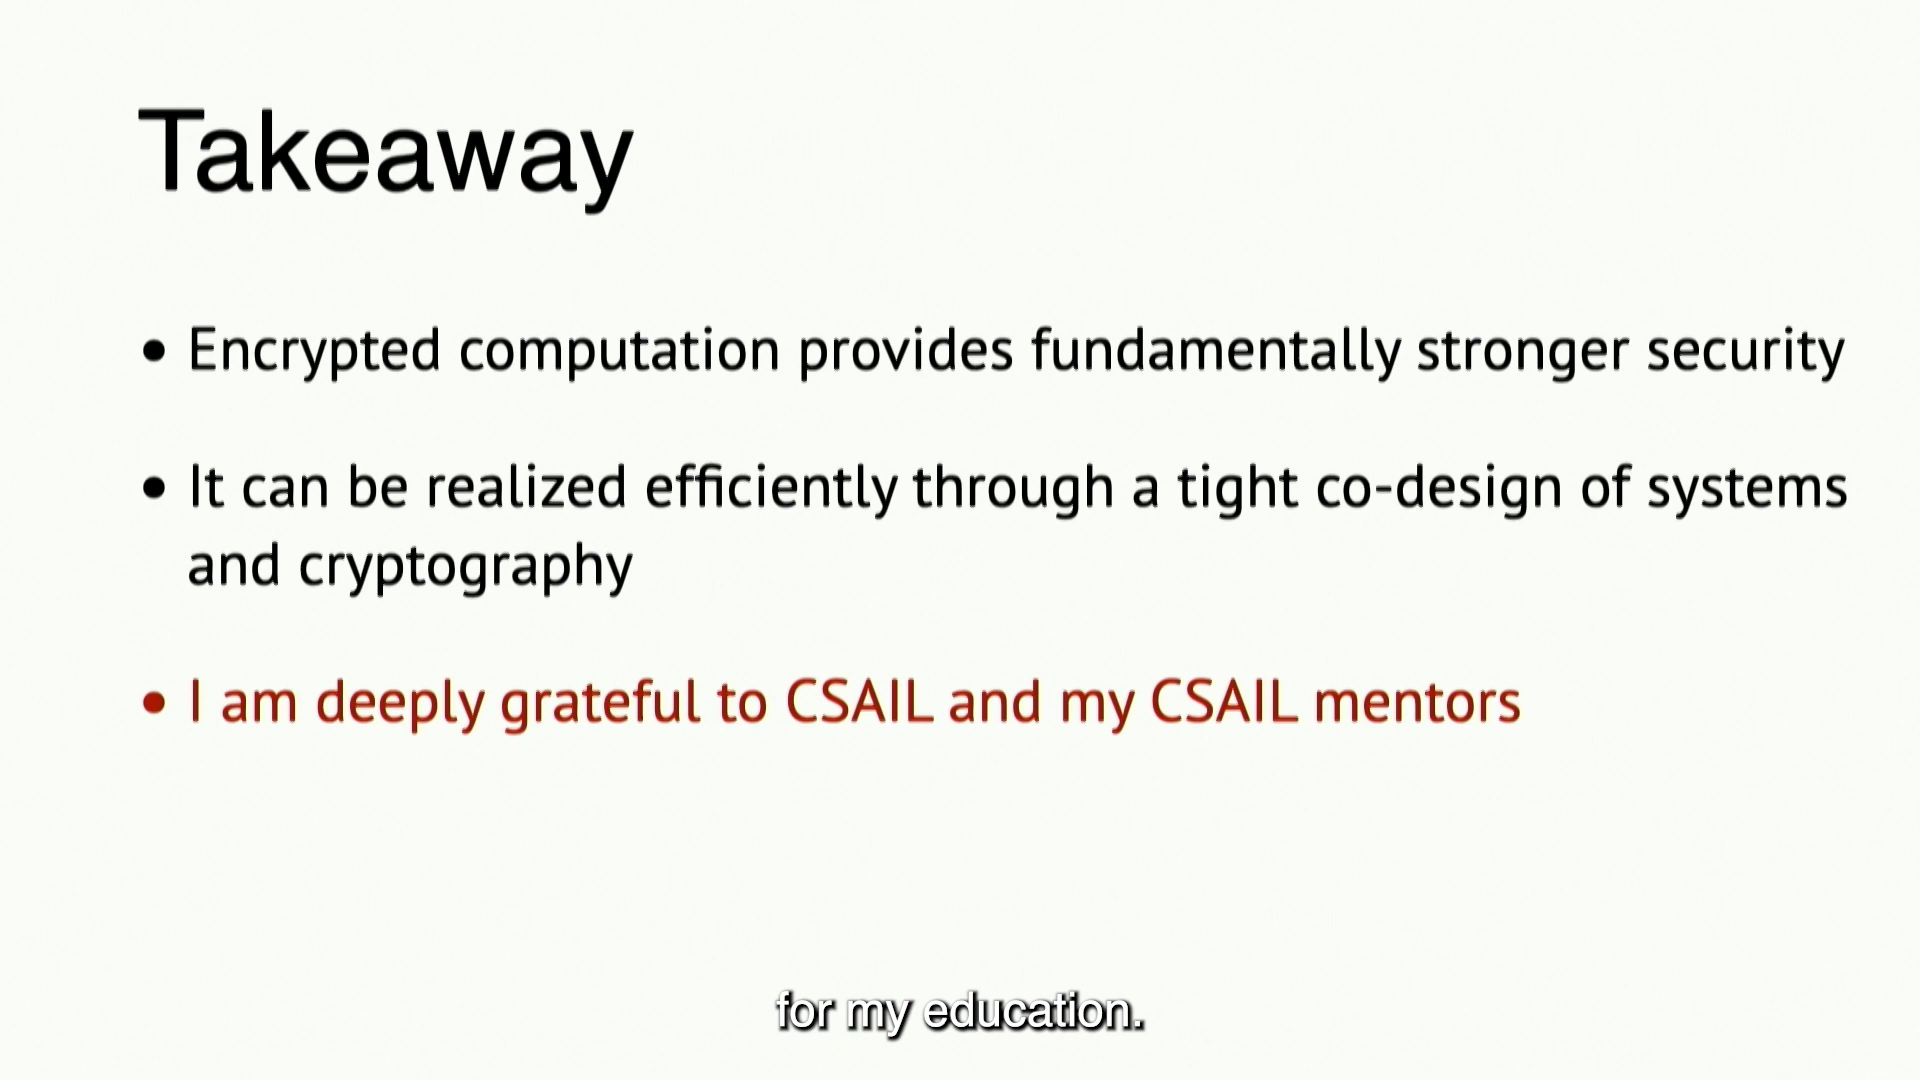 Takeaway
• Encrypted computation provides fundamentally stronger security
• It can be realized efficiently through a tight co-design of systems
and cryptography
• I am deeply grateful to CSAIL and my CSAIL mentors
for my education.